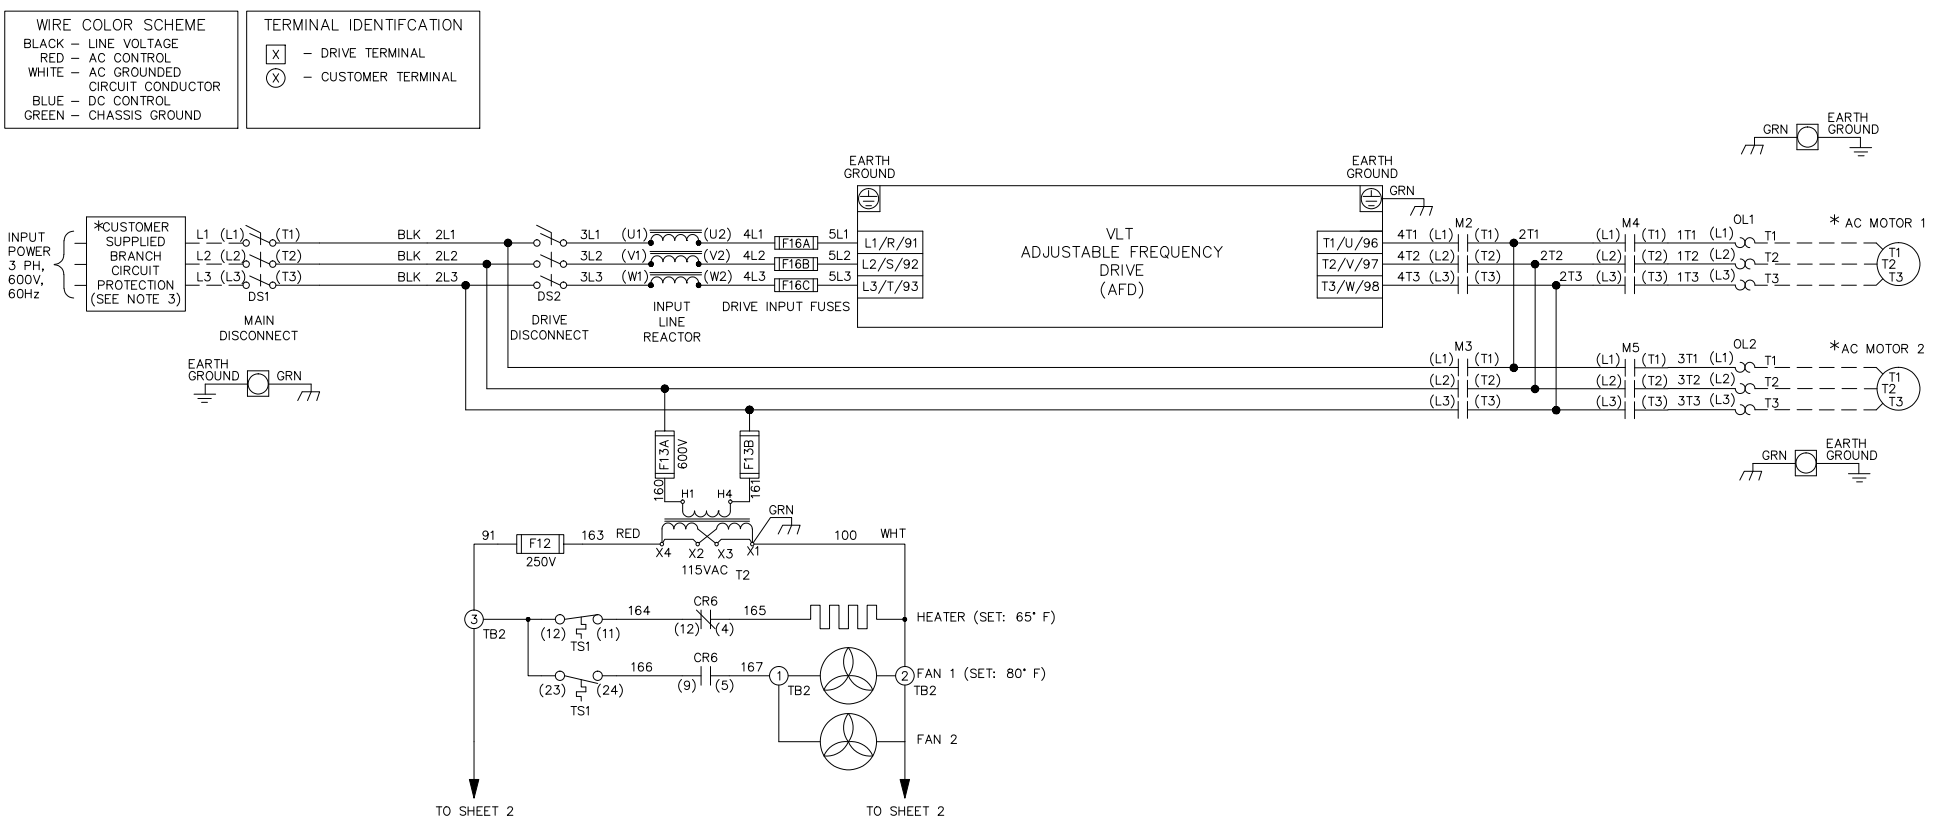 WIRE COLOR SCHEME
BLACK – LINE VOLTAGE
RED – AC CONTROL
WHITE – AC GROUNDED
CIRCUIT CONDUCTOR
BLUE – DC CONTROL
GREEN – CHASSIS GROUND
TERMINAL IDENTIFCATION
X – DRIVE TERMINAL
X – CUSTOMER TERMINAL
GRN
EARTH
GROUND
EARTH
GROUND
EARTH
GROUND
GRN
INPUT
POWER
3 PH,
600V,
60Hz
*CUSTOMER
SUPPLIED
BRANCH
CIRCUIT
PROTECTION
(SEE NOTE 3)
L1 (L1) (T1) BLK 2L1 3L1 (U1) (U2) 4L1 F16A 5L1 L1/R/91
L2 (L2) (T2) BLK 2L2 3L2 (V1) (V2) 4L2 F16B 5L2 L2/S/92
L3 (L3) (T3) BLK 2L3 3L3 (W1) (W2) 4L3 F16C 5L3 L3/T/93
DS1
MAIN
DISCONNECT
DS2
DRIVE
DISCONNECT
INPUT
LINE
REACTOR
DRIVE INPUT FUSES
VLT
ADJUSTABLE FREQUENCY
DRIVE
(AFD)
M2 M4 OL1
* AC MOTOR 1
T1/U/96 4T1 (L1) (T1) 2T1 (L1) (T1) 1T1 (L1) T1 T1
T2/V/97 4T2 (L2) (T2) 2T2 (L2) (T2) 1T2 (L2) T2 T2
T3/W/98 4T3 (L3) (T3) 2T3 (L3) (T3) 1T3 (L3) T3 T3
EARTH
GROUND
GRN
M3 M5 OL2
*AC MOTOR 2
(L1) (T1) (L1) (T1) 3T1 (L1) T1 T1
(L2) (T2) (L2) (T2) 3T2 (L2) T2 T2
(L3) (T3) (L3) (T3) 3T3 (L3) T3 T3
GRN
EARTH
GROUND
F13A
600V
F13B
160
161
H1 H4
GRN
91 F12 163 RED
250V
X4 X2 X3 X1
100 WHT
115VAC T2
3
TB2
(12) (11)
TS1
164
CR6
(12) (4)
165
HEATER (SET: 65° F)
(23) (24)
TS1
166
CR6
(9) (5)
167
1
TB2
2
TB2
FAN 1 (SET: 80° F)
FAN 2
TO SHEET 2
TO SHEET 2